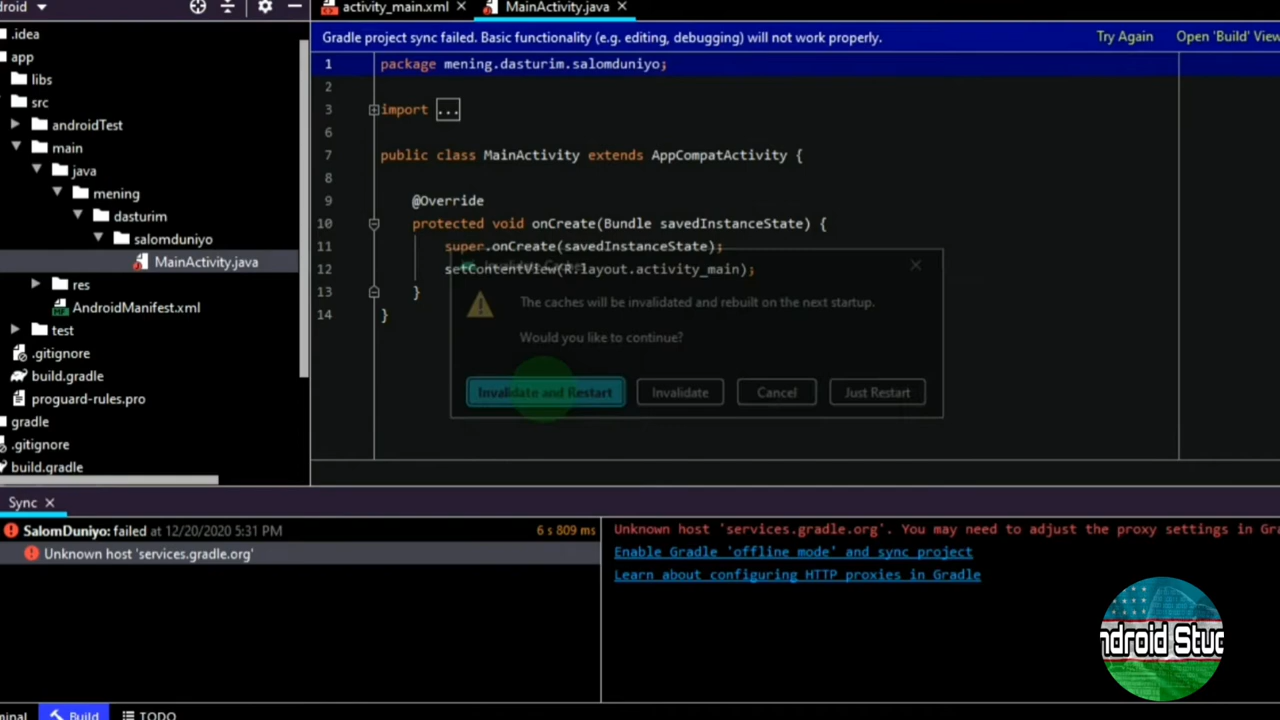 droid
activity_main.xml
MainActivity.java
.idea
app
libs
src
androidTest
main
java
mening
dasturim
salomduniyo
MainActivity.java
res
AndroidManifest.xml
test
.gitignore
build.gradle
proguard-rules.pro
gradle
.gitignore
build.gradle
Gradle project sync failed. Basic functionality (e.g. editing, debugging) will not work properly.
Try Again
Open 'Build' View
1 package mening.dasturim.salomduniyo;
2
3 import ...
6
7 public class MainActivity extends AppCompatActivity {
8
9 @Override
10 protected void onCreate(Bundle savedInstanceState) {
11 super.onCreate(savedInstanceState);
12 setContentView(R.layout.activity_main);
13 }
14 }
The caches will be invalidated and rebuilt on the next startup.
Would you like to continue?
Invalidate and Restart
Invalidate
Cancel
Just Restart
Sync
SalomDuniyo: failed at 12/20/2020 5:31 PM
6 s 809 ms
Unknown host 'services.gradle.org'
Unknown host 'services.gradle.org'. You may need to adjust the proxy settings in Gra
Enable Gradle 'offline mode' and sync project
Learn about configuring HTTP proxies in Gradle
ndroid Stud
minal
Build
TODO